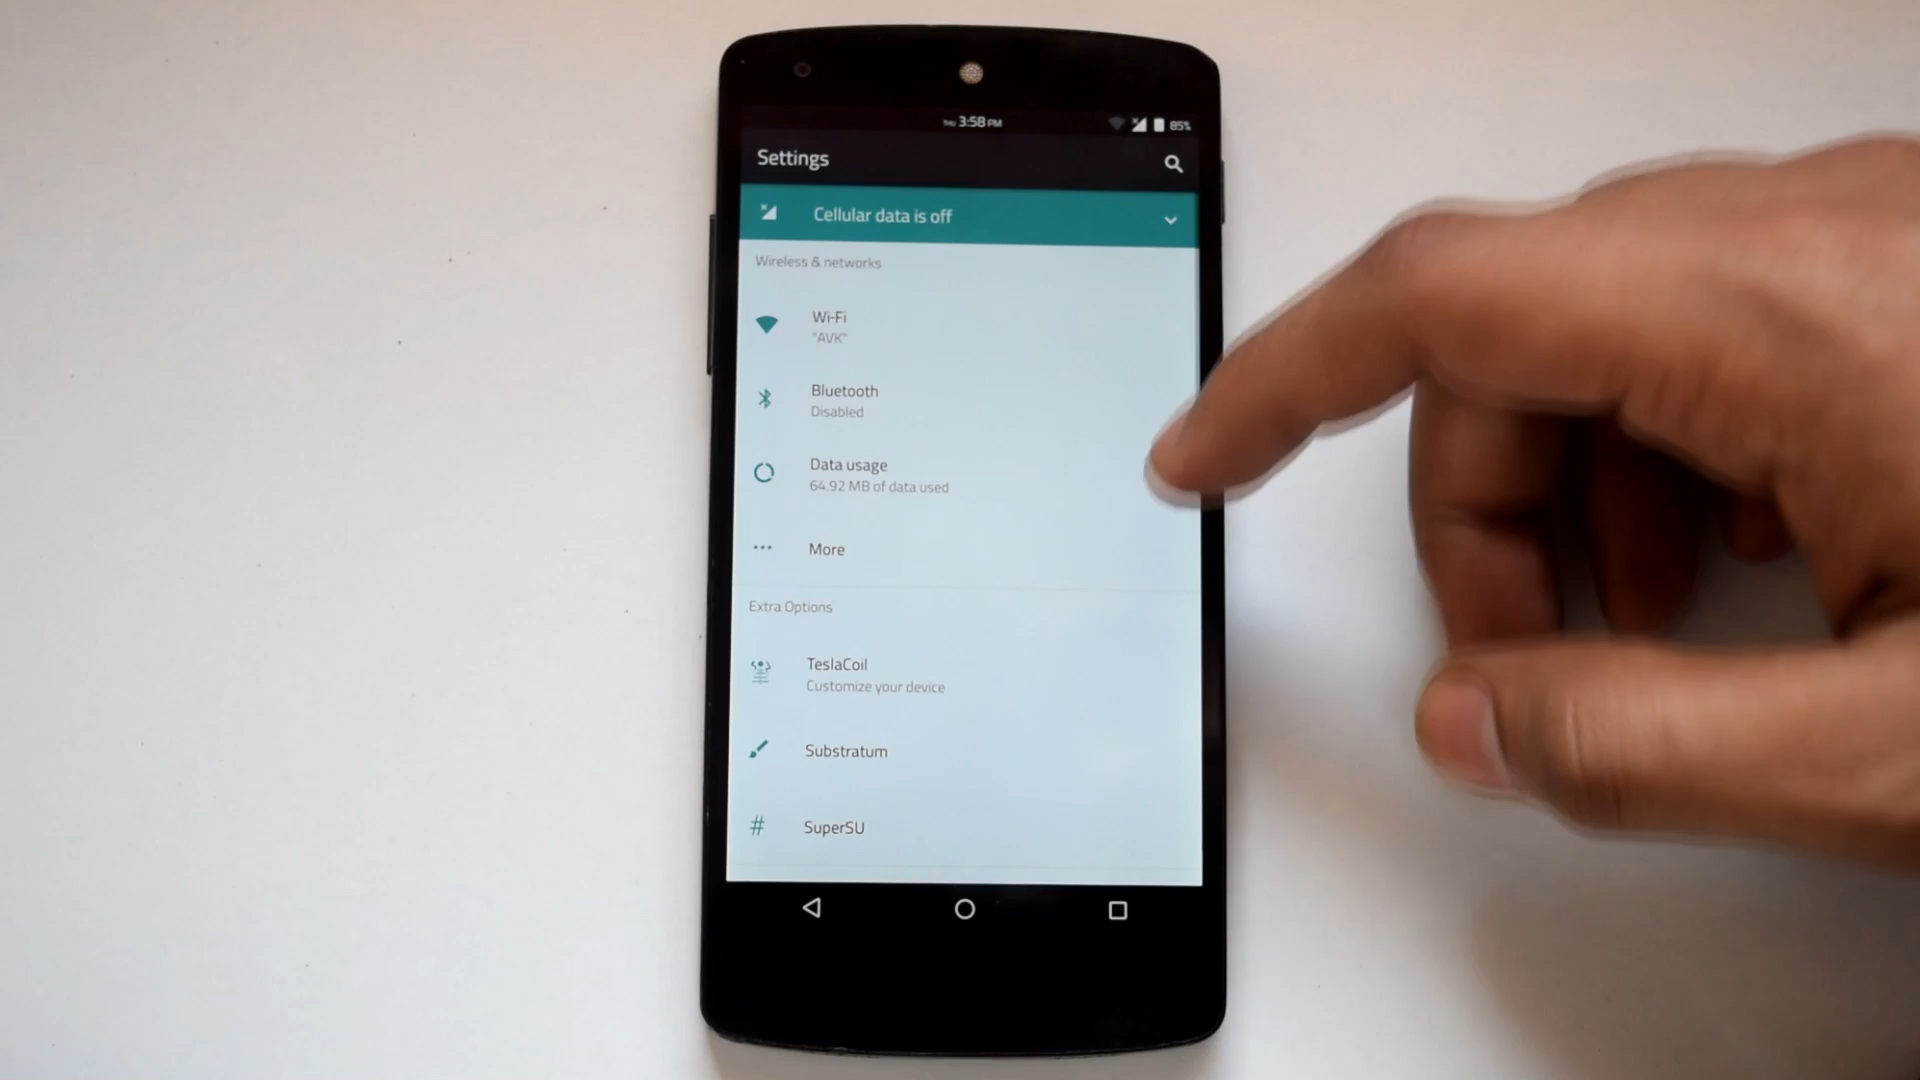 THU 3:58 PM
85%
Settings
Cellular data is off
Wireless & networks
Wi-Fi
"AVK"
Bluetooth
Disabled
Data usage
64.92 MB of data used
More
Extra Options
TeslaCoil
Customize your device
Substratum
SuperSU